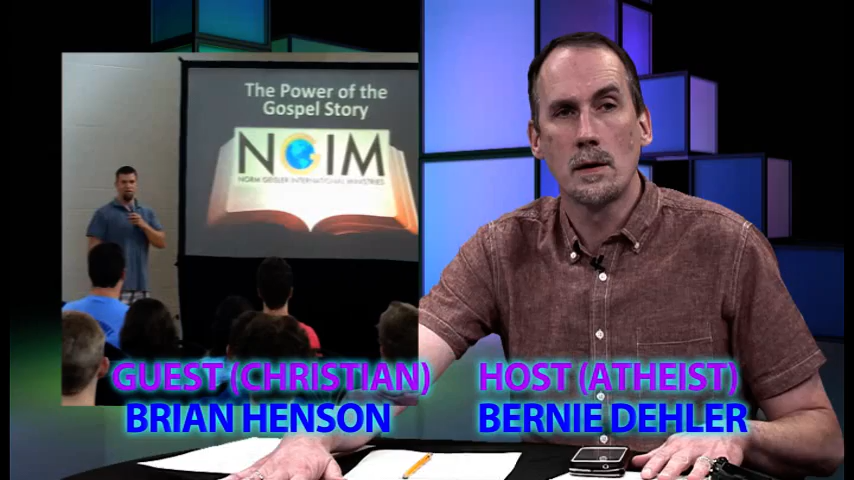 The Power of the
Gospel Story
NGIM
NORM GEISLER INTERNATIONAL MINISTRIES
GUEST (CHRISTIAN)
BRIAN HENSON
HOST (ATHEIST)
BERNIE DEHLER